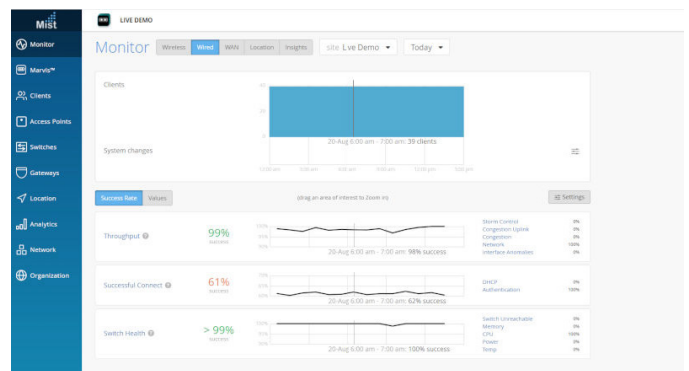 Mist
LIVE DEMO
Monitor
Monitor
Wireless
Wired
WAN
Location
Insights
site Live Demo
Today
Marvis™
Clients
Access Points
Switches
Gateways
Location
Analytics
Network
Organization
Clients
20-Aug 6:00 am - 7:00 am: 39 clients
System changes
Success Rate
Values
(drag an area of interest to Zoom in)
Settings
Throughput
99%
success
20-Aug 6:00 am - 7:00 am: 98% success
Storm Control 0%
Congestion Uplink 0%
Congestion 0%
Network 100%
Interface Anomalies 0%
Successful Connect
61%
success
20-Aug 6:00 am - 7:00 am: 62% success
DHCP 0%
Authentication 100%
Switch Health
> 99%
success
20-Aug 6:00 am - 7:00 am: 100% success
Switch Unreachable 0%
Memory 0%
CPU 100%
Power 0%
Temp 0%